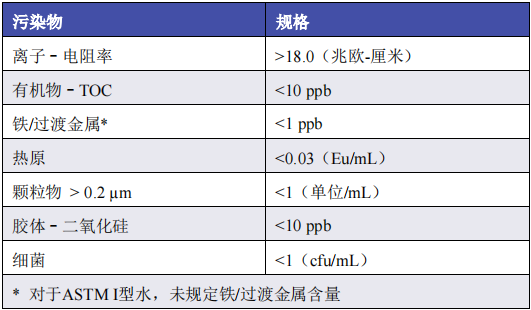 污染物 规格
离子－电阻率 >18.0（兆欧-厘米）
有机物－TOC <10 ppb
铁/过渡金属* <1 ppb
热原 <0.03（Eu/mL）
颗粒物 > 0.2 μm <1（单位/mL）
胶体－二氧化硅 <10 ppb
细菌 <1（cfu/mL）
* 对于ASTM I型水，未规定铁/过渡金属含量